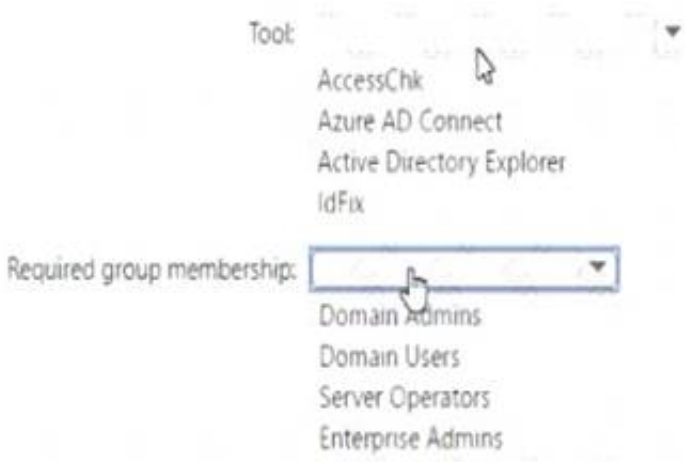 Tool:
AccessChk
Azure AD Connect
Active Directory Explorer
IdFix
Required group membership:
Domain Admins
Domain Users
Server Operators
Enterprise Admins